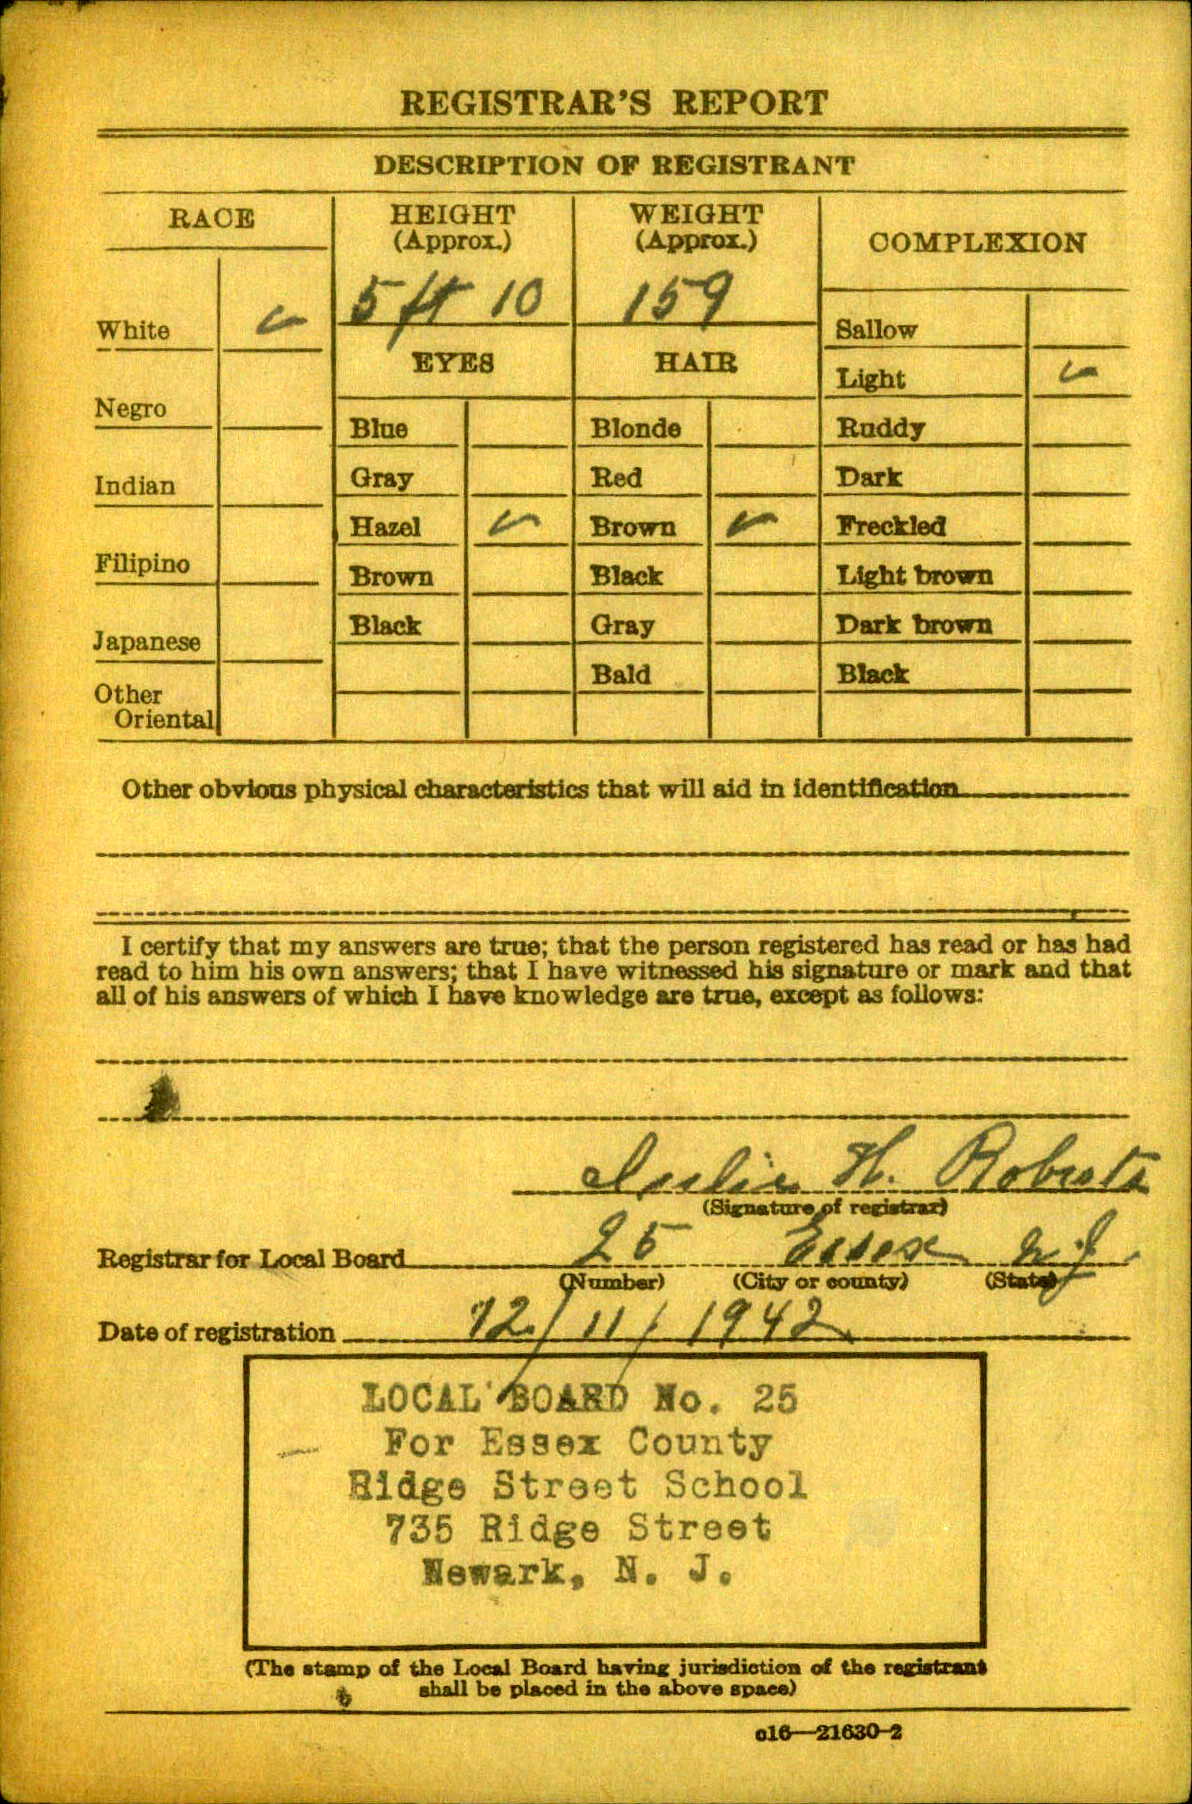 REGISTRAR'S REPORT
DESCRIPTION OF REGISTRANT
RACE
HEIGHT
(Approx.)
WEIGHT
(Approx.)
COMPLEXION
5 ft 10
159
White ✓
Negro
Indian
Filipino
Japanese
Other
Oriental
EYES
Blue
Gray
Hazel ✓
Brown
Black
HAIR
Blonde
Red
Brown ✓
Black
Gray
Bald
Sallow
Light ✓
Ruddy
Dark
Freckled
Light brown
Dark brown
Black
Other obvious physical characteristics that will aid in identification
I certify that my answers are true; that the person registered has read or has had
read to him his own answers; that I have witnessed his signature or mark and that
all of his answers of which I have knowledge are true, except as follows:
Leslie H. Roberts
(Signature of registrar)
Registrar for Local Board 25 Essex N.J.
(Number) (City or county) (State)
Date of registration 12/11/1942
LOCAL BOARD No. 25
For Essex County
Ridge Street School
735 Ridge Street
Newark, N. J.
(The stamp of the Local Board having jurisdiction of the registrant
shall be placed in the above space)
c16—21630-2